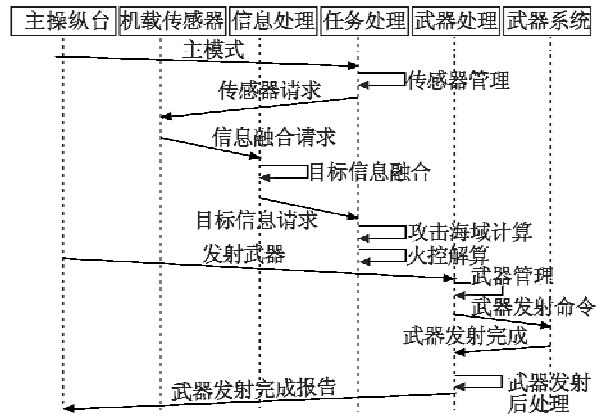 主操纵台 机载传感器 信息处理 任务处理 武器处理 武器系统
主模式
传感器管理
传感器请求
信息融合请求
目标信息融合
目标信息请求
攻击海域计算
发射武器
火控解算
武器管理
武器发射命令
武器发射完成
武器发射完成报告
武器发射
后处理